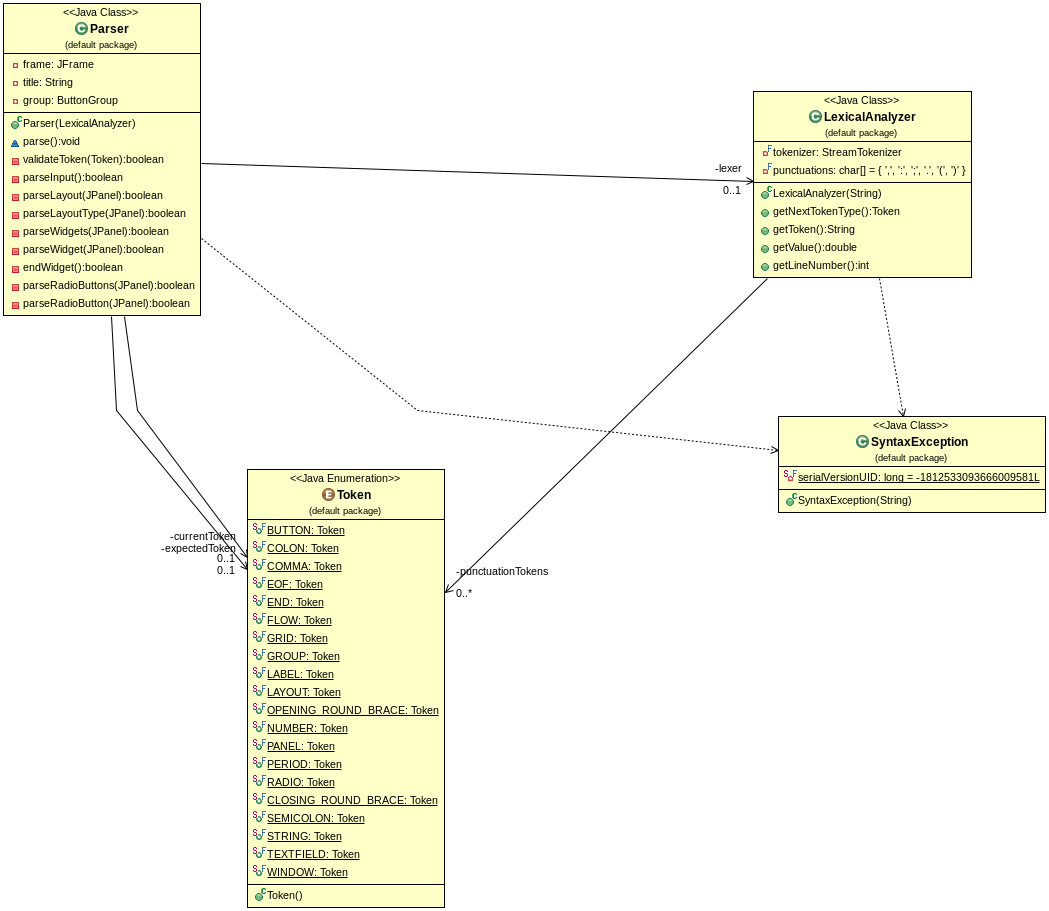 <<Java Class>>
Parser
(default package)
frame: JFrame
title: String
group: ButtonGroup
Parser(LexicalAnalyzer)
parse():void
validateToken(Token):boolean
parseInput():boolean
parseLayout(JPanel):boolean
parseLayoutType(JPanel):boolean
parseWidgets(JPanel):boolean
parseWidget(JPanel):boolean
endWidget():boolean
parseRadioButtons(JPanel):boolean
parseRadioButton(JPanel):boolean
-lexer
0..1
<<Java Class>>
LexicalAnalyzer
(default package)
tokenizer: StreamTokenizer
punctuations: char[] = { ',', ':', ';', '.', '(', ')' }
LexicalAnalyzer(String)
getNextTokenType():Token
getToken():String
getValue():double
getLineNumber():int
<<Java Class>>
SyntaxException
(default package)
serialVersionUID: long = -1812533093666009581L
SyntaxException(String)
-currentToken
-expectedToken
0..1
0..1
<<Java Enumeration>>
Token
(default package)
BUTTON: Token
COLON: Token
COMMA: Token
EOF: Token
END: Token
FLOW: Token
GRID: Token
GROUP: Token
LABEL: Token
LAYOUT: Token
OPENING_ROUND_BRACE: Token
NUMBER: Token
PANEL: Token
PERIOD: Token
RADIO: Token
CLOSING_ROUND_BRACE: Token
SEMICOLON: Token
STRING: Token
TEXTFIELD: Token
WINDOW: Token
Token()
-punctuationTokens
0..*